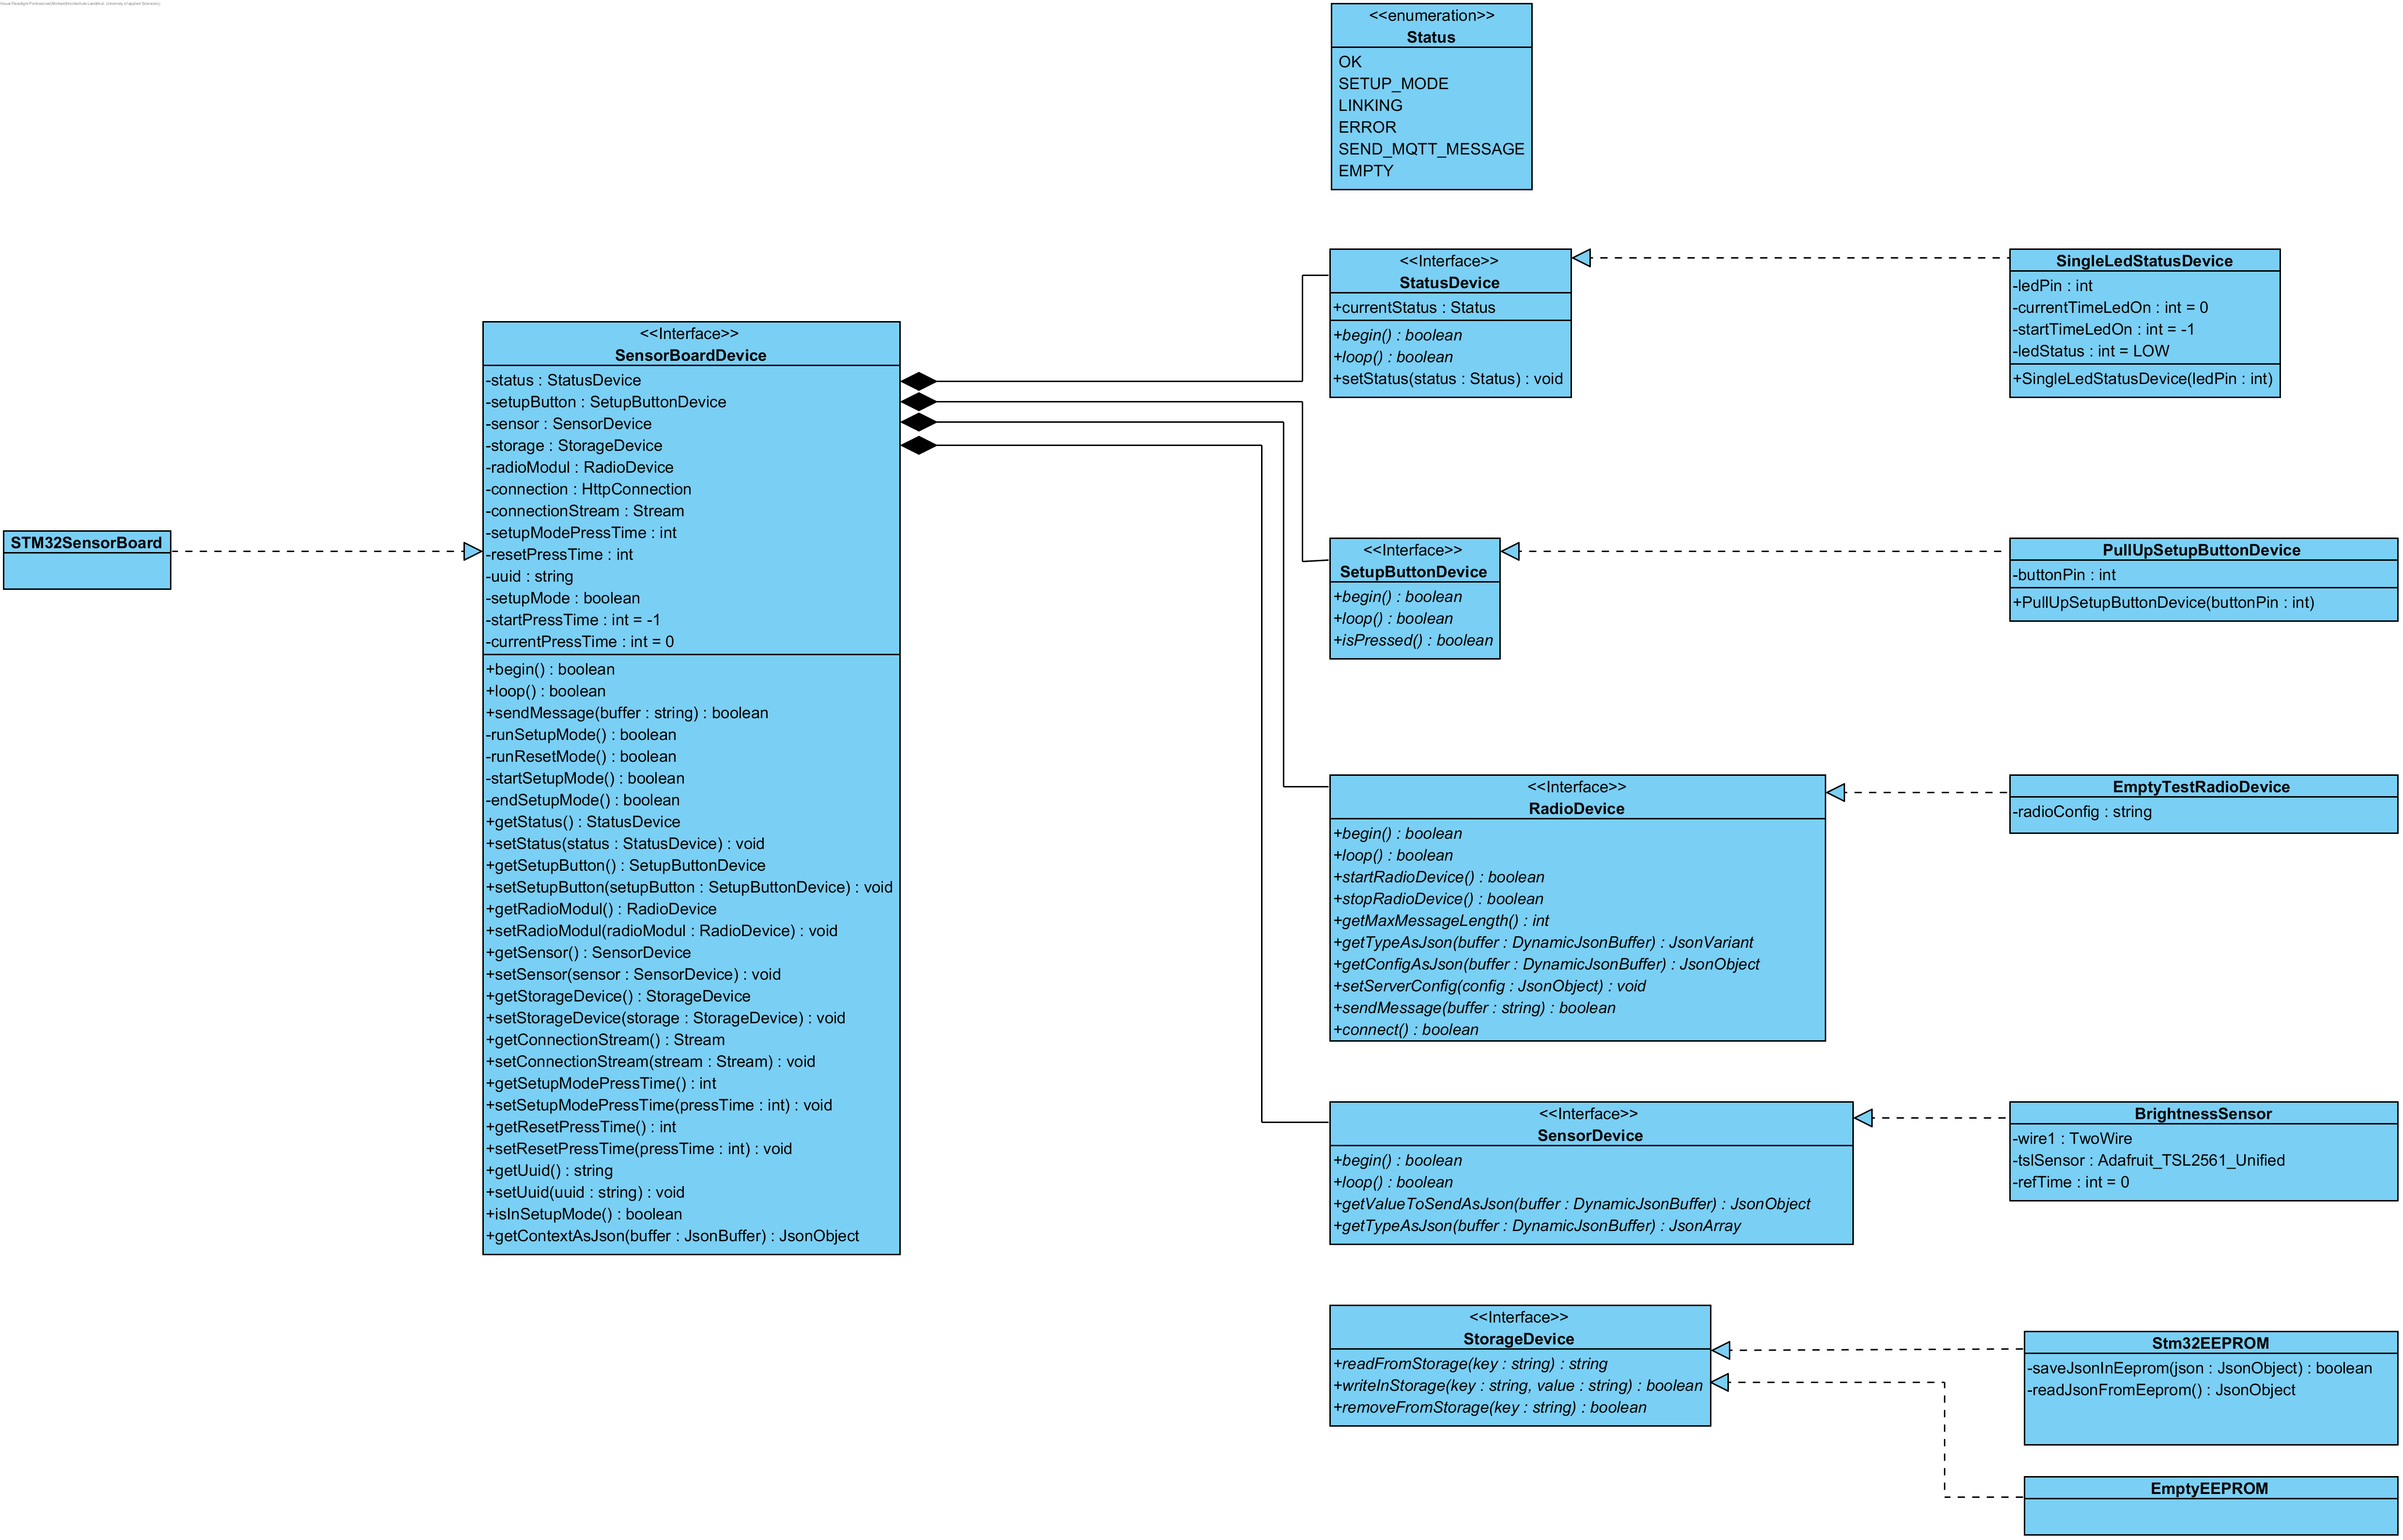 Visual Paradigm Professional(
<<enumeration>>
Status
OK
SETUP_MODE
LINKING
ERROR
SEND_MQTT_MESSAGE
EMPTY
<<Interface>>
StatusDevice
+currentStatus : Status
+begin() : boolean
+loop() : boolean
+setStatus(status : Status) : void
SingleLedStatusDevice
-ledPin : int
-currentTimeLedOn : int = 0
-startTimeLedOn : int = -1
-ledStatus : int = LOW
+SingleLedStatusDevice(ledPin : int)
STM32SensorBoard
<<Interface>>
SensorBoardDevice
-status : StatusDevice
-setupButton : SetupButtonDevice
-sensor : SensorDevice
-storage : StorageDevice
-radioModul : RadioDevice
-connection : HttpConnection
-connectionStream : Stream
-setupModePressTime : int
-resetPressTime : int
-uuid : string
-setupMode : boolean
-startPressTime : int = -1
-currentPressTime : int = 0
+begin() : boolean
+loop() : boolean
+sendMessage(buffer : string) : boolean
-runSetupMode() : boolean
-runResetMode() : boolean
-startSetupMode() : boolean
-endSetupMode() : boolean
+getStatus() : StatusDevice
+setStatus(status : StatusDevice) : void
+getSetupButton() : SetupButtonDevice
+setSetupButton(setupButton : SetupButtonDevice) : void
+getRadioModul() : RadioDevice
+setRadioModul(radioModul : RadioDevice) : void
+getSensor() : SensorDevice
+setSensor(sensor : SensorDevice) : void
+getStorageDevice() : StorageDevice
+setStorageDevice(storage : StorageDevice) : void
+getConnectionStream() : Stream
+setConnectionStream(stream : Stream) : void
+getSetupModePressTime() : int
+setSetupModePressTime(pressTime : int) : void
+getResetPressTime() : int
+setResetPressTime(pressTime : int) : void
+getUuid() : string
+setUuid(uuid : string) : void
+isInSetupMode() : boolean
+getContextAsJson(buffer : JsonBuffer) : JsonObject
<<Interface>>
SetupButtonDevice
+begin() : boolean
+loop() : boolean
+isPressed() : boolean
PullUpSetupButtonDevice
-buttonPin : int
+PullUpSetupButtonDevice(buttonPin : int)
<<Interface>>
RadioDevice
+begin() : boolean
+loop() : boolean
+startRadioDevice() : boolean
+stopRadioDevice() : boolean
+getMaxMessageLength() : int
+getTypeAsJson(buffer : DynamicJsonBuffer) : JsonVariant
+getConfigAsJson(buffer : DynamicJsonBuffer) : JsonObject
+setServerConfig(config : JsonObject) : void
+sendMessage(buffer : string) : boolean
+connect() : boolean
EmptyTestRadioDevice
-radioConfig : string
<<Interface>>
SensorDevice
+begin() : boolean
+loop() : boolean
+getValueToSendAsJson(buffer : DynamicJsonBuffer) : JsonObject
+getTypeAsJson(buffer : DynamicJsonBuffer) : JsonArray
BrightnessSensor
-wire1 : TwoWire
-tslSensor : Adafruit_TSL2561_Unified
-refTime : int = 0
<<Interface>>
StorageDevice
+readFromStorage(key : string) : string
+writeInStorage(key : string, value : string) : boolean
+removeFromStorage(key : string) : boolean
Stm32EEPROM
-saveJsonInEeprom(json : JsonObject) : boolean
-readJsonFromEeprom() : JsonObject
EmptyEEPROM